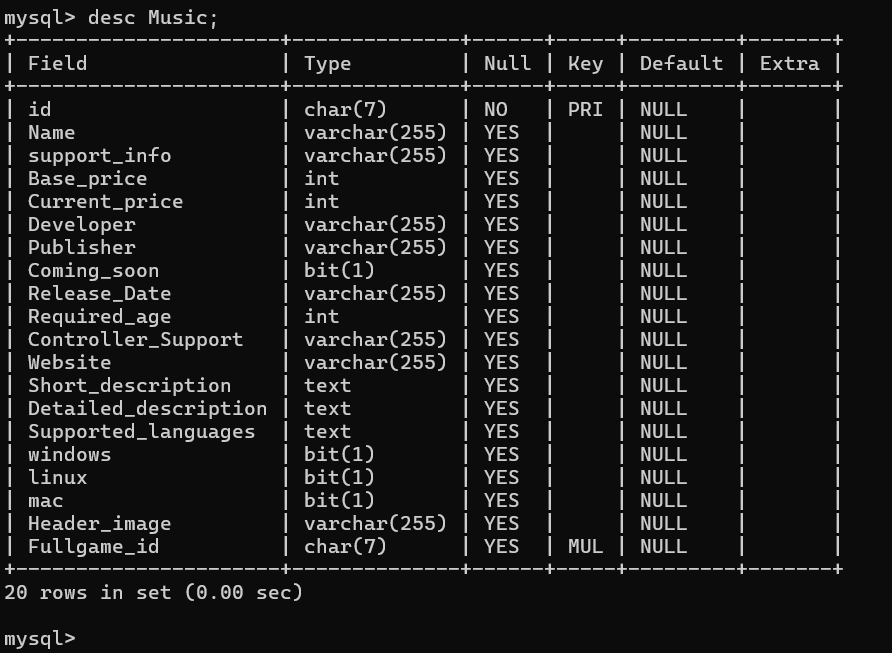 mysql> desc Music;
+----------------------+--------------+------+-----+---------+-------+
| Field                | Type         | Null | Key | Default | Extra |
+----------------------+--------------+------+-----+---------+-------+
| id                   | char(7)      | NO   | PRI | NULL    |       |
| Name                 | varchar(255) | YES  |     | NULL    |       |
| support_info         | varchar(255) | YES  |     | NULL    |       |
| Base_price           | int          | YES  |     | NULL    |       |
| Current_price        | int          | YES  |     | NULL    |       |
| Developer            | varchar(255) | YES  |     | NULL    |       |
| Publisher            | varchar(255) | YES  |     | NULL    |       |
| Coming_soon          | bit(1)       | YES  |     | NULL    |       |
| Release_Date         | varchar(255) | YES  |     | NULL    |       |
| Required_age         | int          | YES  |     | NULL    |       |
| Controller_Support   | varchar(255) | YES  |     | NULL    |       |
| Website              | varchar(255) | YES  |     | NULL    |       |
| Short_description    | text         | YES  |     | NULL    |       |
| Detailed_description | text         | YES  |     | NULL    |       |
| Supported_languages  | text         | YES  |     | NULL    |       |
| windows              | bit(1)       | YES  |     | NULL    |       |
| linux                | bit(1)       | YES  |     | NULL    |       |
| mac                  | bit(1)       | YES  |     | NULL    |       |
| Header_image         | varchar(255) | YES  |     | NULL    |       |
| Fullgame_id          | char(7)      | YES  | MUL | NULL    |       |
+----------------------+--------------+------+-----+---------+-------+
20 rows in set (0.00 sec)
mysql>